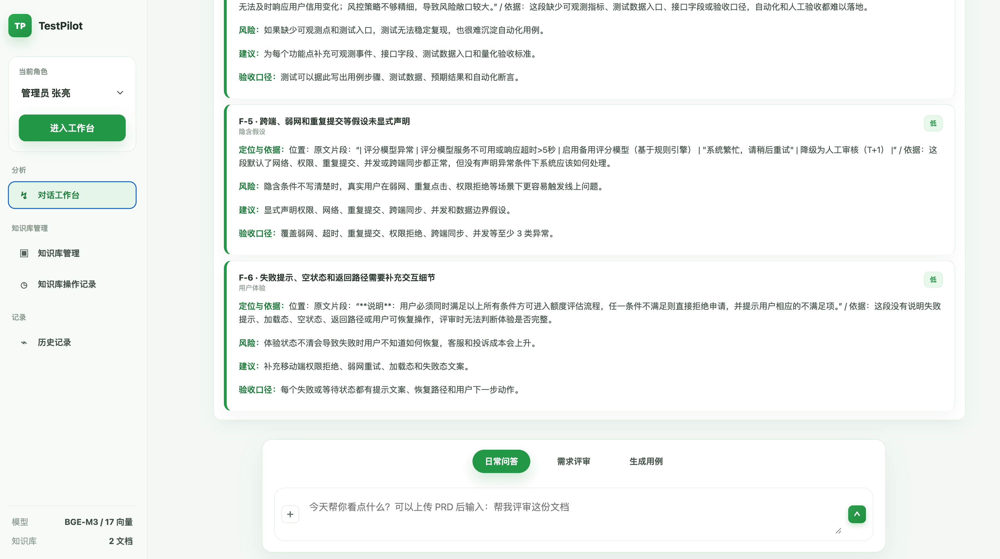 TP TestPilot
当前角色
管理员 张亮
进入工作台
分析
对话工作台
知识库管理
知识库管理
知识库操作记录
记录
历史记录
模型 BGE-M3 / 17 向量
知识库 2 文档
无法及时响应用户信用变化；风控策略不够精细，导致风险敞口较大。” / 依据：这段缺少可观测指标、测试数据入口、接口字段或验收口径，自动化和人工验收都难以落地。
风险：如果缺少可观测点和测试入口，测试无法稳定复现，也很难沉淀自动化用例。
建议：为每个功能点补充可观测事件、接口字段、测试数据入口和量化验收标准。
验收口径：测试可以据此写出用例步骤、测试数据、预期结果和自动化断言。
F-5 · 跨端、弱网和重复提交等假设未显式声明
低
隐含假设
定位与依据：位置：原文片段：“| 评分模型异常 | 评分模型服务不可用或响应超时>5秒 | 启用备用评分模型（基于规则引擎） | "系统繁忙，请稍后重试" | 降级为人工审核（T+1） |” / 依据：这
段默认了网络、权限、重复提交、并发或跨端同步都正常，但没有声明异常条件下系统应该如何处理。
风险：隐含条件不写清楚时，真实用户在弱网、重复点击、权限拒绝等场景下更容易触发线上问题。
建议：显式声明权限、网络、重复提交、跨端同步、并发和数据边界假设。
验收口径：覆盖弱网、超时、重复提交、权限拒绝、跨端同步、并发等至少 3 类异常。
F-6 · 失败提示、空状态和返回路径需要补充交互细节
低
用户体验
定位与依据：位置：原文片段：“**说明**：用户必须同时满足以上所有条件方可进入额度评估流程，任一条件不满足则直接拒绝申请，并提示用户相应的不满足项。” / 依据：这段没有说明失败
提示、加载态、空状态、返回路径或用户可恢复操作，评审时无法判断体验是否完整。
风险：体验状态不清会导致失败时用户不知道如何恢复，客服和投诉成本会上升。
建议：补充移动端权限拒绝、弱网重试、加载态和失败态文案。
验收口径：每个失败或等待状态都有提示文案、恢复路径和用户下一步动作。
日常问答 需求评审 生成用例
今天帮你看点什么？可以上传 PRD 后输入：帮我评审这份文档